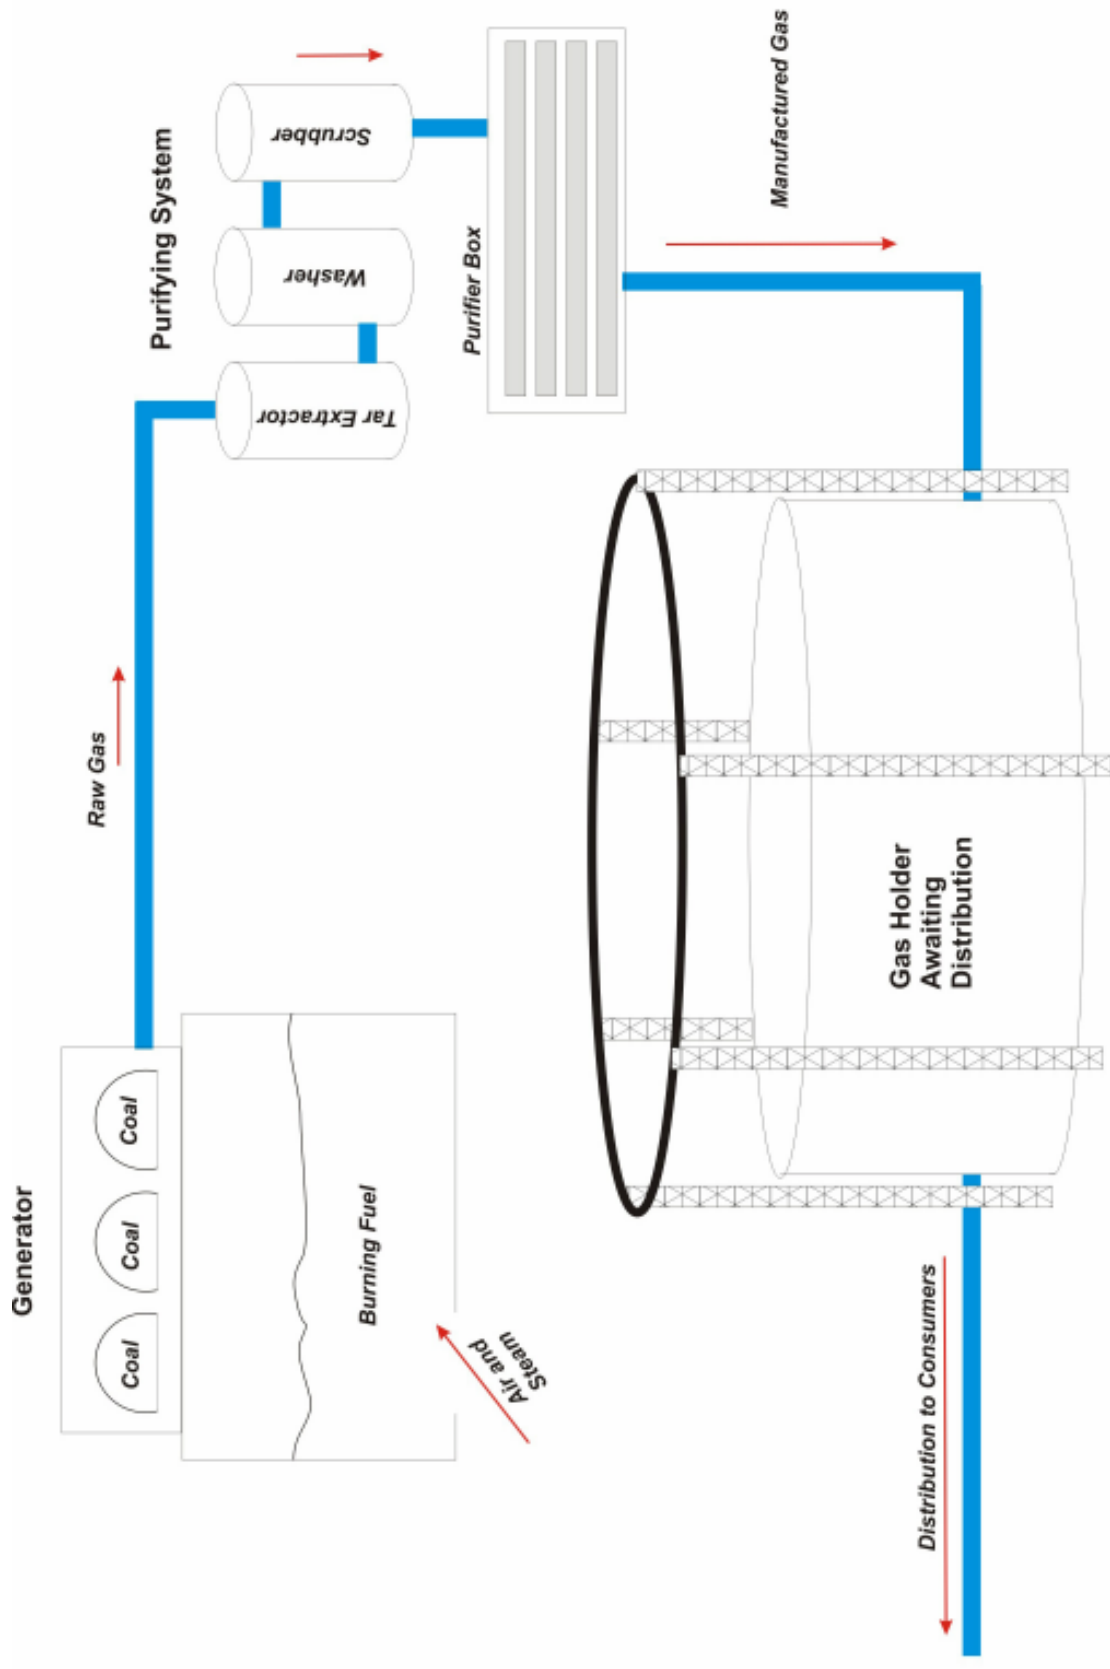 Generator
Coal
Coal
Coal
Burning Fuel
Air and
Steam
Raw Gas
Purifying System
Tar Extractor
Washer
Scrubber
Purifier Box
Manufactured Gas
Gas Holder
Awaiting
Distribution
Distribution to Consumers